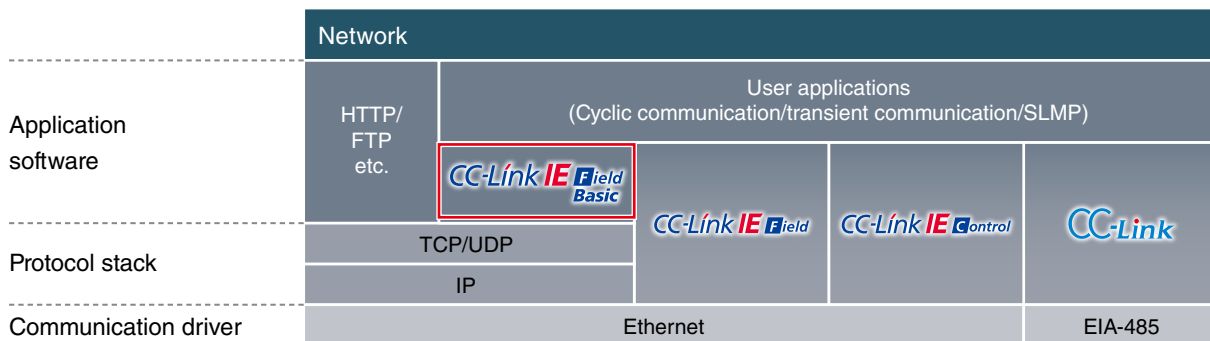 Network
Application
software
HTTP/
FTP
etc.
User applications
(Cyclic communication/transient communication/SLMP)
CC-Link IE Field
Basic
CC-Link IE Field
CC-Link IE Control
CC-Link
Protocol stack
TCP/UDP
IP
Communication driver
Ethernet
EIA-485